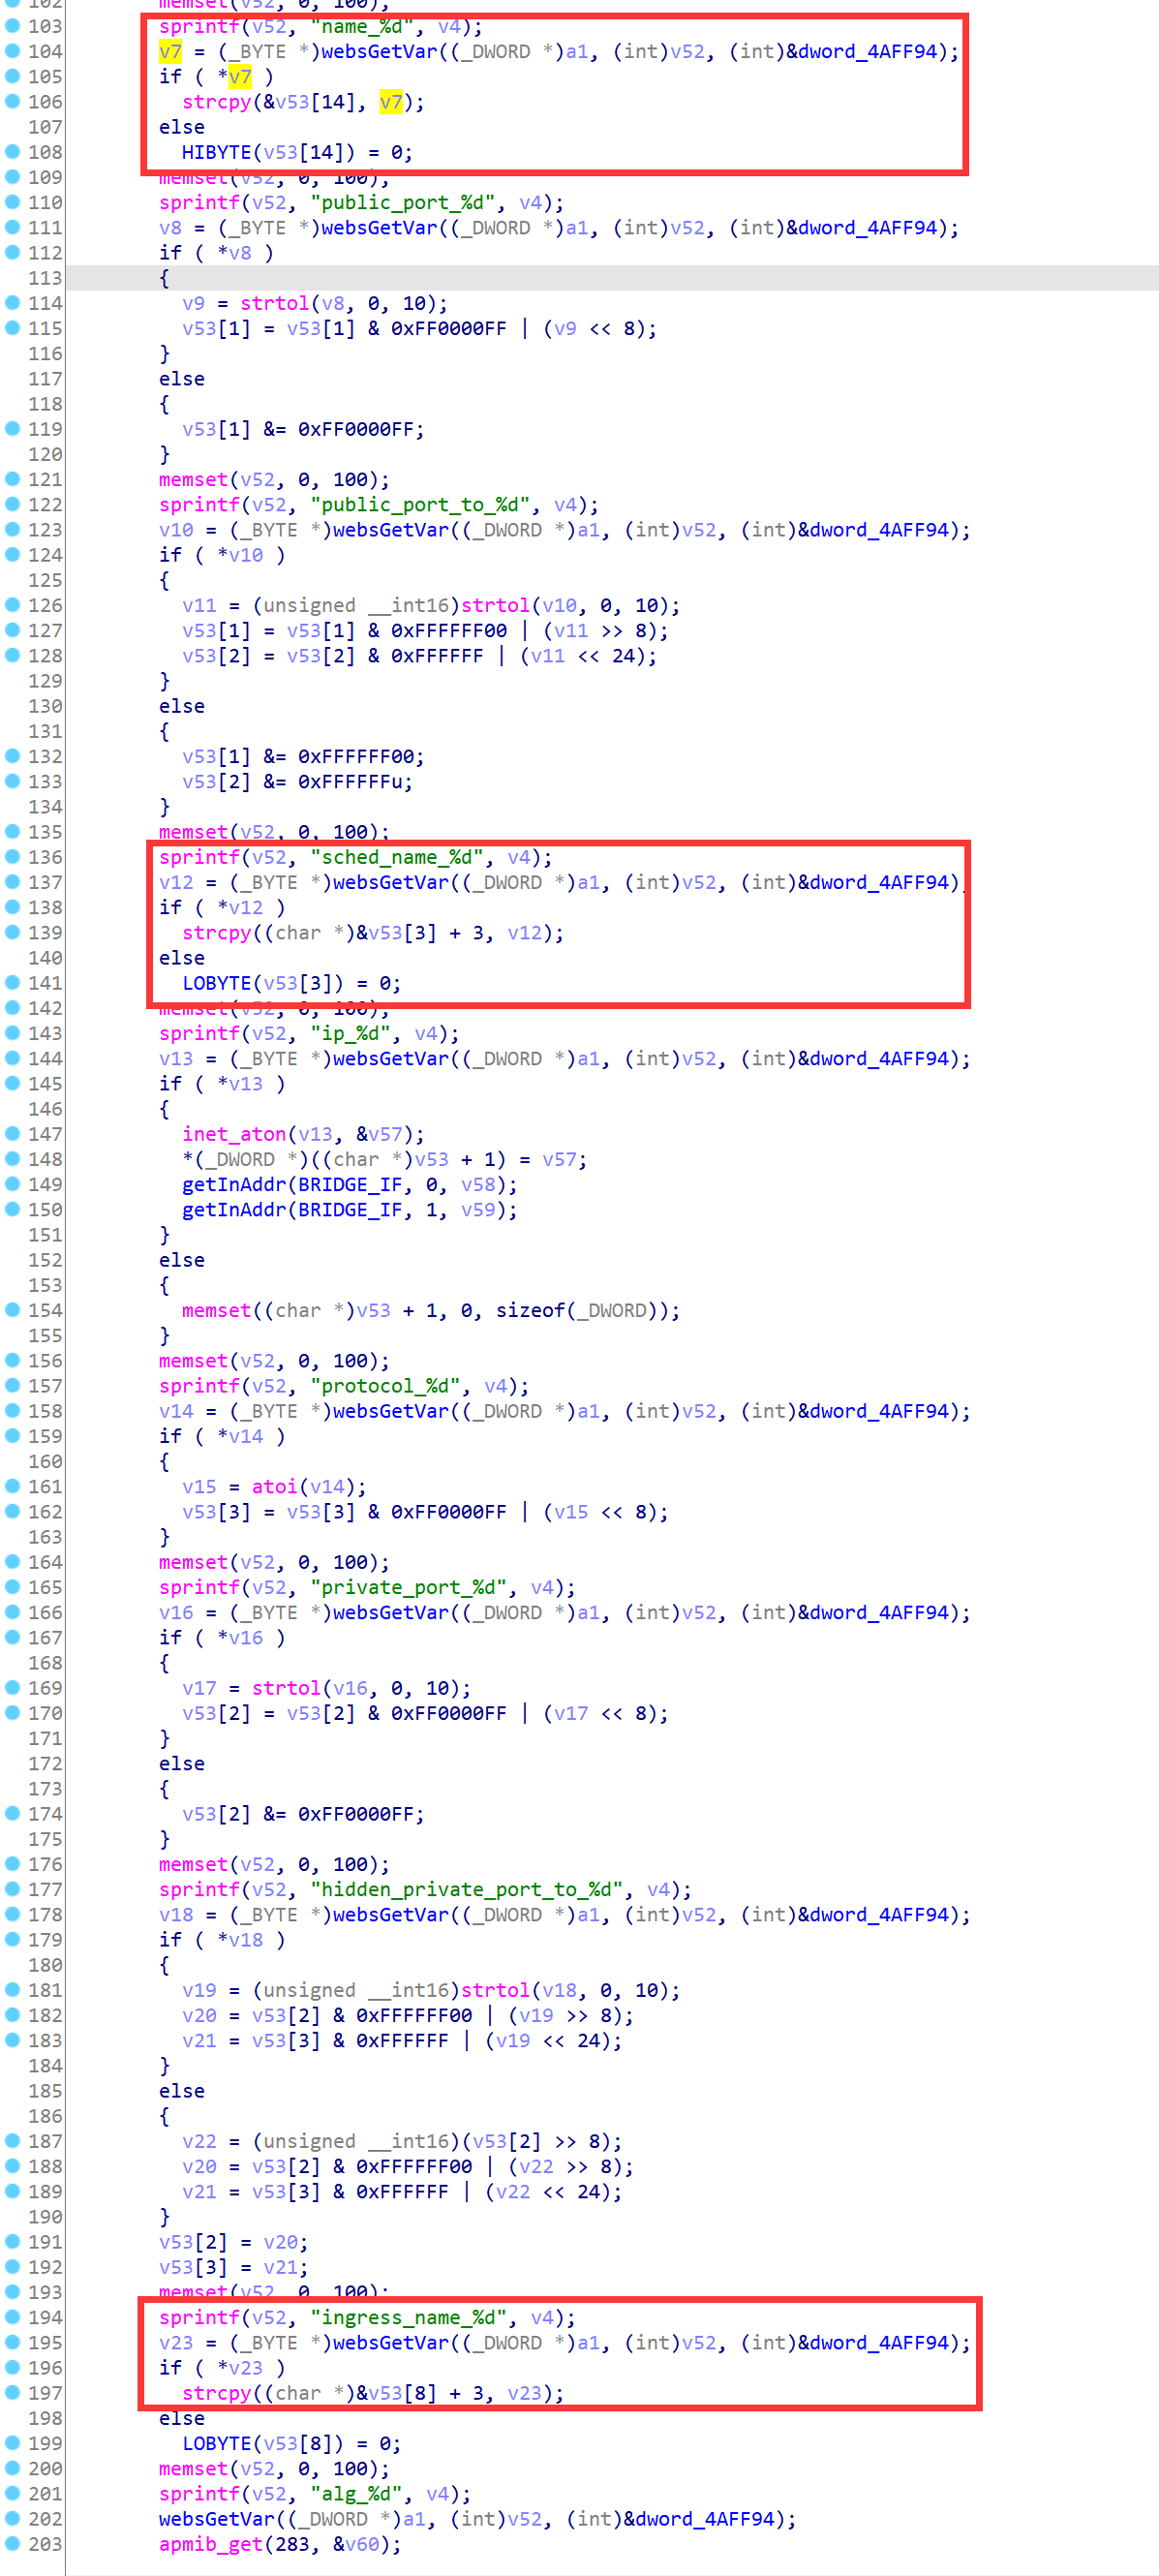 102 memset(v52, 0, 100);
103 sprintf(v52, "name_%d", v4);
104 v7 = (_BYTE *)websGetVar((_DWORD *)a1, (int)v52, (int)&dword_4AFF94);
105 if ( *v7 )
106 strcpy(&v53[14], v7);
107 else
108 HIBYTE(v53[14]) = 0;
109 memset(v52, 0, 100);
110 sprintf(v52, "public_port_%d", v4);
111 v8 = (_BYTE *)websGetVar((_DWORD *)a1, (int)v52, (int)&dword_4AFF94);
112 if ( *v8 )
113 {
114 v9 = strtol(v8, 0, 10);
115 v53[1] = v53[1] & 0xFF0000FF | (v9 << 8);
116 }
117 else
118 {
119 v53[1] &= 0xFF0000FF;
120 }
121 memset(v52, 0, 100);
122 sprintf(v52, "public_port_to_%d", v4);
123 v10 = (_BYTE *)websGetVar((_DWORD *)a1, (int)v52, (int)&dword_4AFF94);
124 if ( *v10 )
125 {
126 v11 = (unsigned __int16)strtol(v10, 0, 10);
127 v53[1] = v53[1] & 0xFFFFFF00 | (v11 >> 8);
128 v53[2] = v53[2] & 0xFFFFFF | (v11 << 24);
129 }
130 else
131 {
132 v53[1] &= 0xFFFFFF00;
133 v53[2] &= 0xFFFFFFu;
134 }
135 memset(v52, 0, 100);
136 sprintf(v52, "sched_name_%d", v4);
137 v12 = (_BYTE *)websGetVar((_DWORD *)a1, (int)v52, (int)&dword_4AFF94);
138 if ( *v12 )
139 strcpy((char *)&v53[3] + 3, v12);
140 else
141 LOBYTE(v53[3]) = 0;
142 memset(v52, 0, 100);
143 sprintf(v52, "ip_%d", v4);
144 v13 = (_BYTE *)websGetVar((_DWORD *)a1, (int)v52, (int)&dword_4AFF94);
145 if ( *v13 )
146 {
147 inet_aton(v13, &v57);
148 *(_DWORD *)((char *)v53 + 1) = v57;
149 getInAddr(BRIDGE_IF, 0, v58);
150 getInAddr(BRIDGE_IF, 1, v59);
151 }
152 else
153 {
154 memset((char *)v53 + 1, 0, sizeof(_DWORD));
155 }
156 memset(v52, 0, 100);
157 sprintf(v52, "protocol_%d", v4);
158 v14 = (_BYTE *)websGetVar((_DWORD *)a1, (int)v52, (int)&dword_4AFF94);
159 if ( *v14 )
160 {
161 v15 = atoi(v14);
162 v53[3] = v53[3] & 0xFF0000FF | (v15 << 8);
163 }
164 memset(v52, 0, 100);
165 sprintf(v52, "private_port_%d", v4);
166 v16 = (_BYTE *)websGetVar((_DWORD *)a1, (int)v52, (int)&dword_4AFF94);
167 if ( *v16 )
168 {
169 v17 = strtol(v16, 0, 10);
170 v53[2] = v53[2] & 0xFF0000FF | (v17 << 8);
171 }
172 else
173 {
174 v53[2] &= 0xFF0000FF;
175 }
176 memset(v52, 0, 100);
177 sprintf(v52, "hidden_private_port_to_%d", v4);
178 v18 = (_BYTE *)websGetVar((_DWORD *)a1, (int)v52, (int)&dword_4AFF94);
179 if ( *v18 )
180 {
181 v19 = (unsigned __int16)strtol(v18, 0, 10);
182 v20 = v53[2] & 0xFFFFFF00 | (v19 >> 8);
183 v21 = v53[3] & 0xFFFFFF | (v19 << 24);
184 }
185 else
186 {
187 v22 = (unsigned __int16)(v53[2] >> 8);
188 v20 = v53[2] & 0xFFFFFF00 | (v22 >> 8);
189 v21 = v53[3] & 0xFFFFFF | (v22 << 24);
190 }
191 v53[2] = v20;
192 v53[3] = v21;
193 memset(v52, 0, 100);
194 sprintf(v52, "ingress_name_%d", v4);
195 v23 = (_BYTE *)websGetVar((_DWORD *)a1, (int)v52, (int)&dword_4AFF94);
196 if ( *v23 )
197 strcpy((char *)&v53[8] + 3, v23);
198 else
199 LOBYTE(v53[8]) = 0;
200 memset(v52, 0, 100);
201 sprintf(v52, "alg_%d", v4);
202 websGetVar((_DWORD *)a1, (int)v52, (int)&dword_4AFF94);
203 apmib_get(283, &v60);